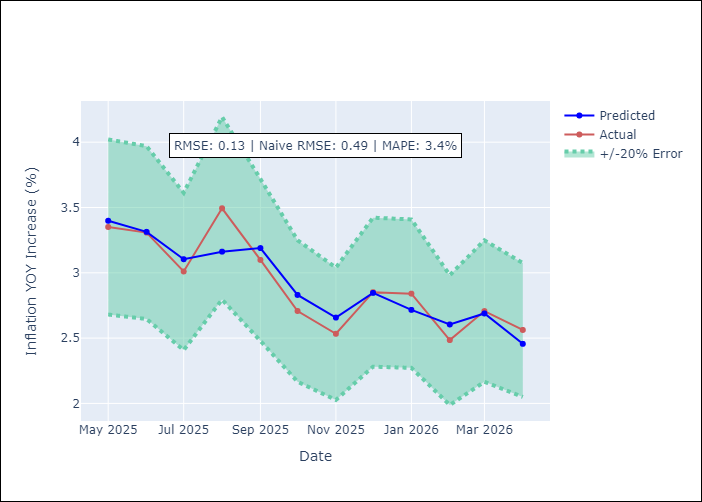 RMSE: 0.13 | Naive RMSE: 0.49 | MAPE: 3.4%
Predicted
Actual
+/-20% Error
Inflation YOY Increase (%)
4
3.5
3
2.5
2
May 2025
Jul 2025
Sep 2025
Nov 2025
Jan 2026
Mar 2026
Date